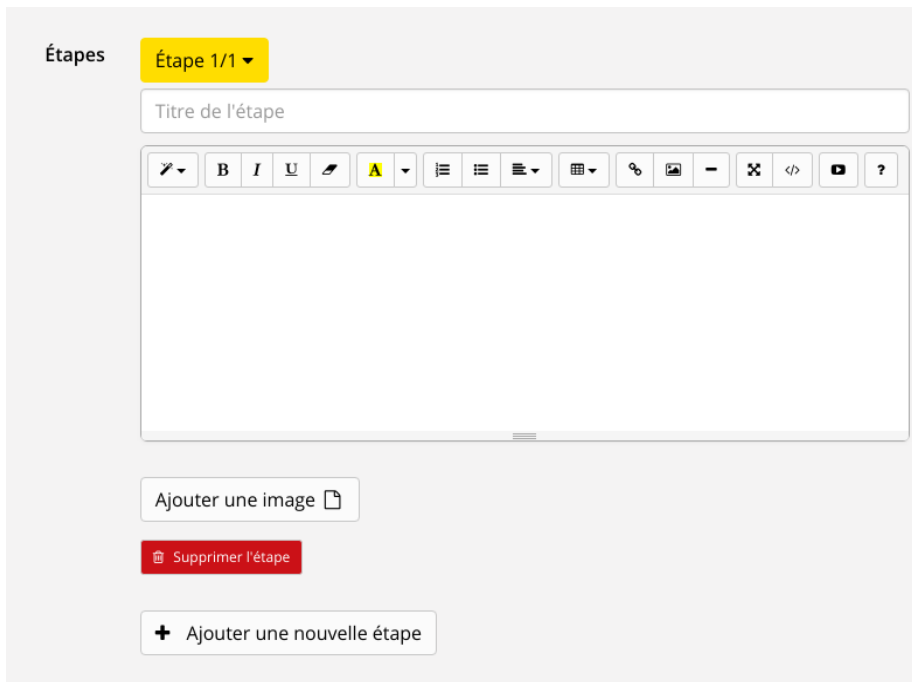 Étapes
Étape 1/1
Titre de l'étape
B I U A </> ?
Ajouter une image
Supprimer l'étape
+ Ajouter une nouvelle étape